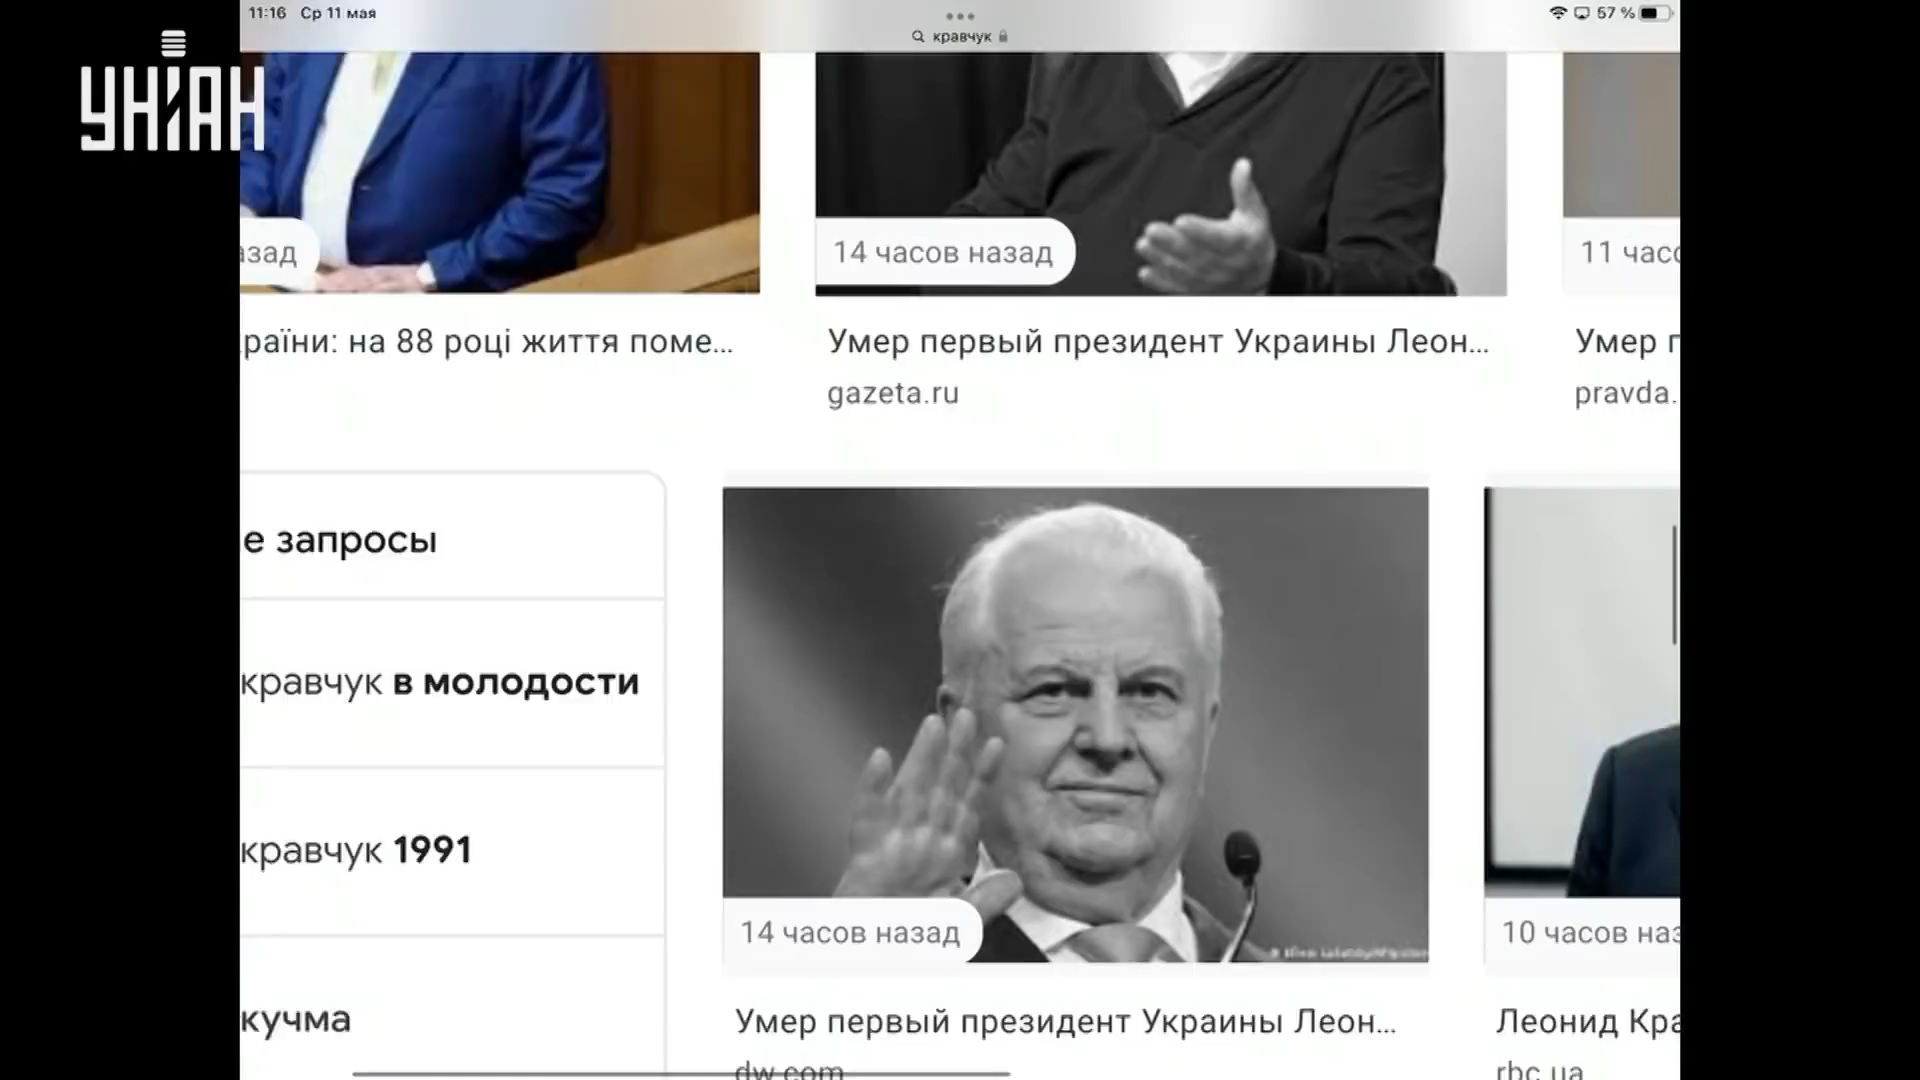 11:16 Ср 11 мая
57 %
кравчук
УНІАН
азад
14 часов назад
11 часо
країни: на 88 році життя поме...
Умер первый президент Украины Леон...
Умер п
gazeta.ru
pravda.
е запросы
кравчук в молодости
кравчук 1991
кучма
14 часов назад
10 часов наз
Умер первый президент Украины Леон...
Леонид Кра
dw.com
rbc.ua